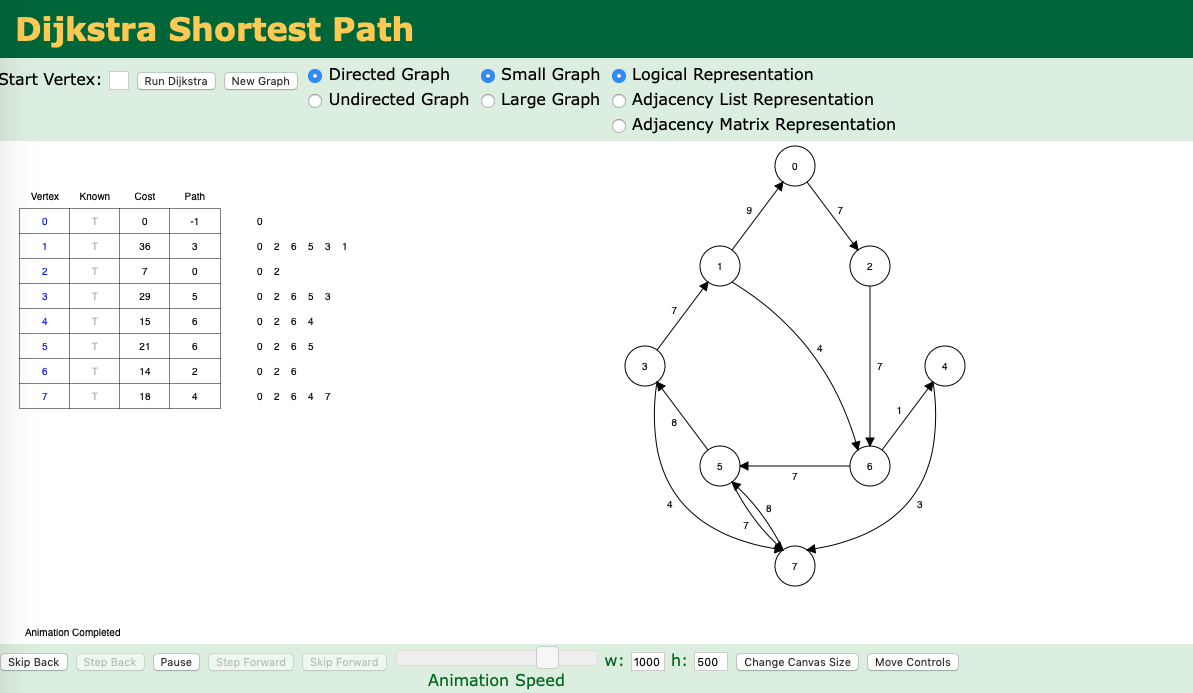 Dijkstra Shortest Path
Start Vertex: Run Dijkstra New Graph
Directed Graph Small Graph Logical Representation
Undirected Graph Large Graph Adjacency List Representation
Adjacency Matrix Representation
Vertex Known Cost Path
0 T 0 -1 0
1 T 36 3 0 2 6 5 3 1
2 T 7 0 0 2
3 T 29 5 0 2 6 5 3
4 T 15 6 0 2 6 4
5 T 21 6 0 2 6 5
6 T 14 2 0 2 6
7 T 18 4 0 2 6 4 7
0
9 7
1 2
7
4
3 7 4
1
8
5 6
7
4 8 3
7
7
Animation Completed
Skip Back Step Back Pause Step Forward Skip Forward w: 1000 h: 500 Change Canvas Size Move Controls
Animation Speed